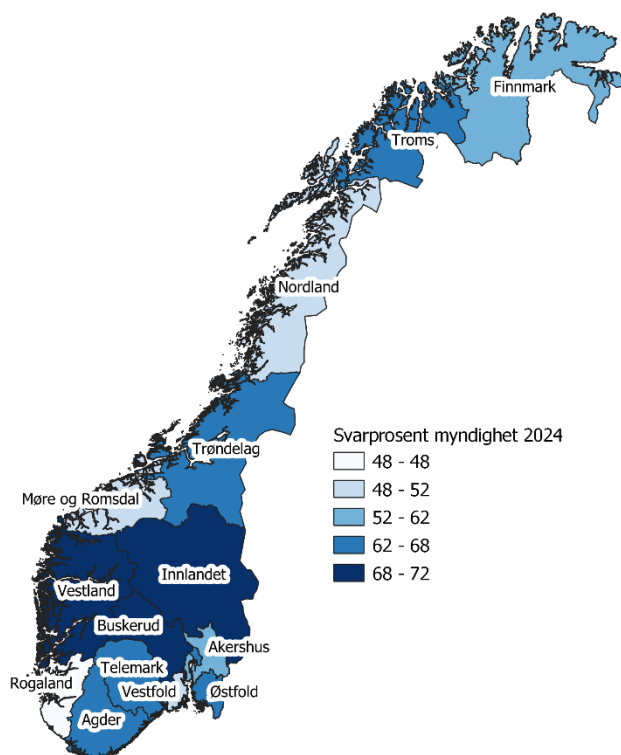 Finnmark
Troms
Nordland
Trøndelag
Svarprosent myndighet 2024
48 - 48
48 - 52
52 - 62
62 - 68
68 - 72
Møre og Romsdal
Innlandet
Vestland
Buskerud
Akershus
Telemark
Rogaland
Vestfold
Østfold
Agder